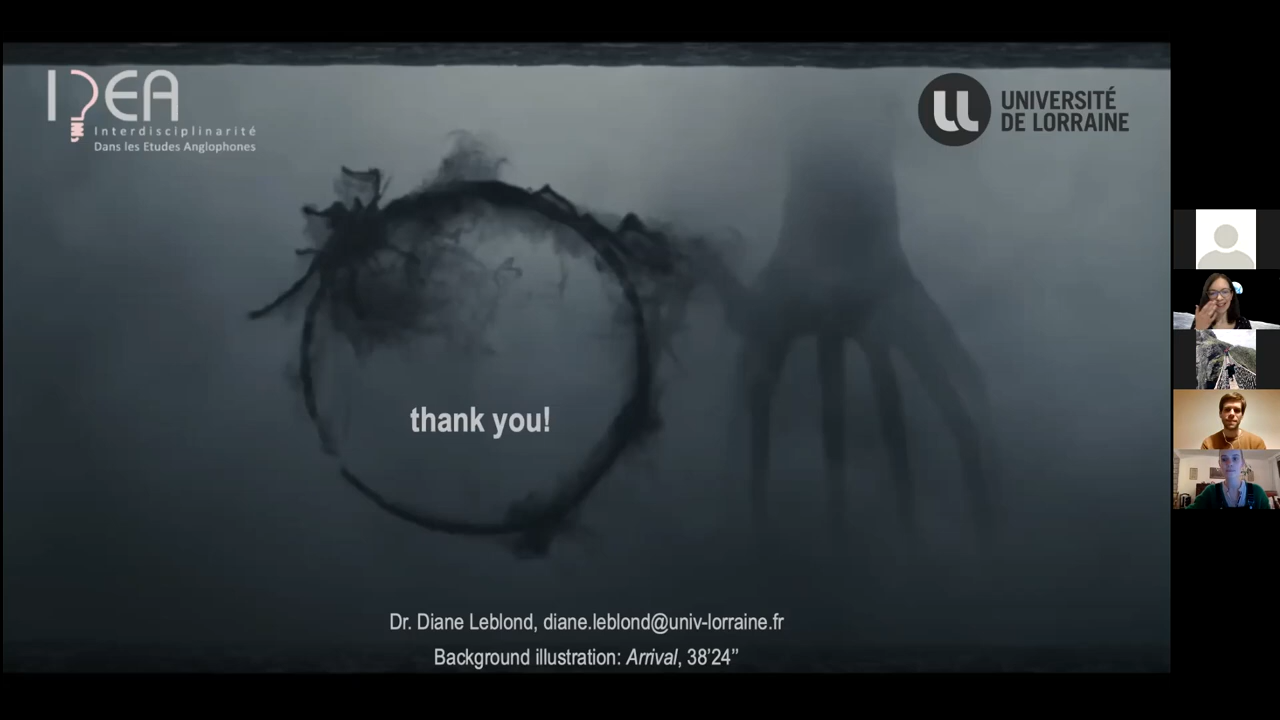 IDEA
Interdisciplinarité
Dans les Etudes Anglophones
UNIVERSITÉ
DE LORRAINE
thank you!
Dr. Diane Leblond, diane.leblond@univ-lorraine.fr
Background illustration: Arrival, 38’24’’